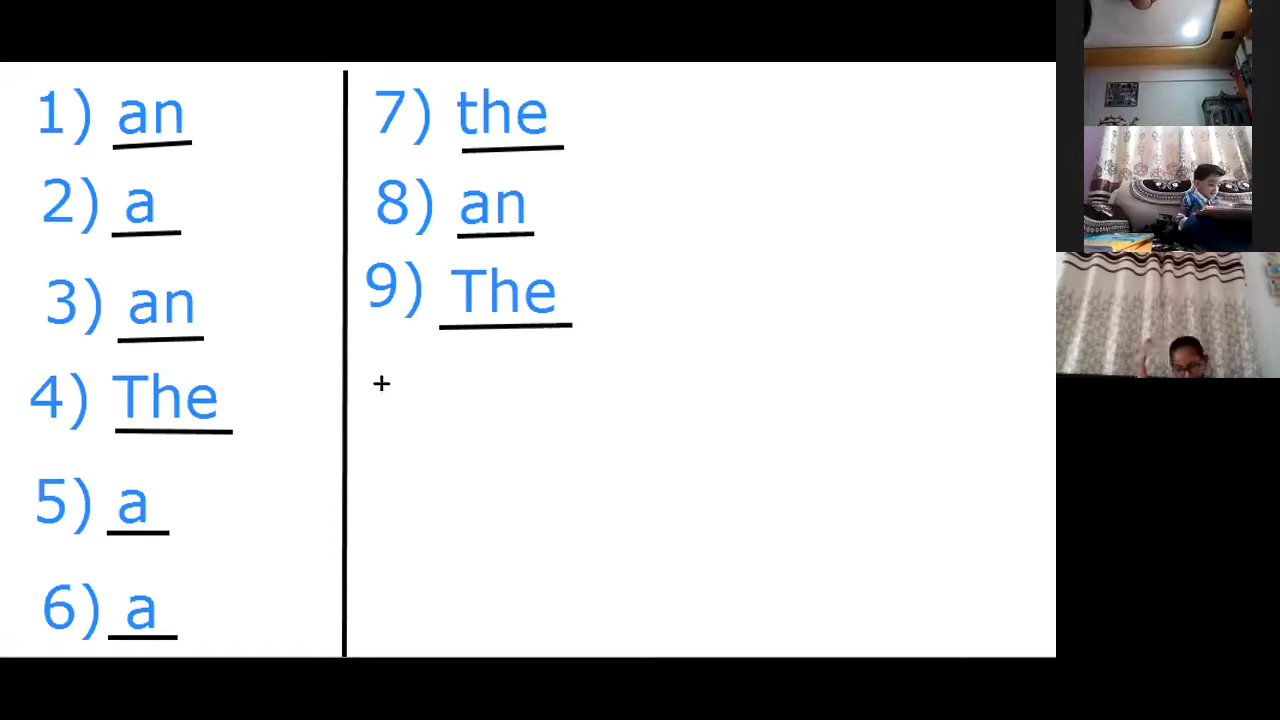 1) an
2) a
3) an
4) The
5) a
6) a
7) the
8) an
9) The